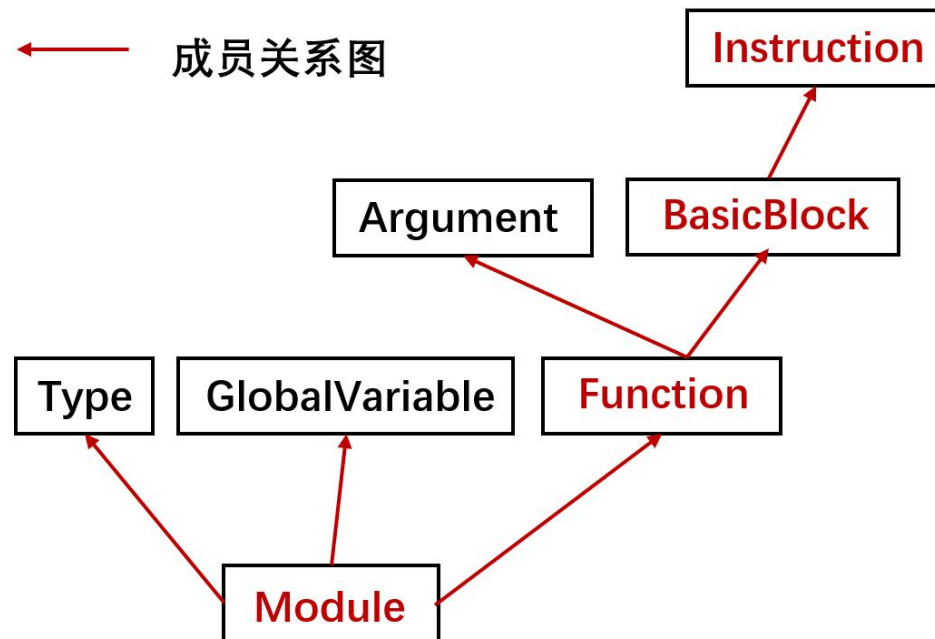 成员关系图
Instruction
Argument
BasicBlock
Type
GlobalVariable
Function
Module